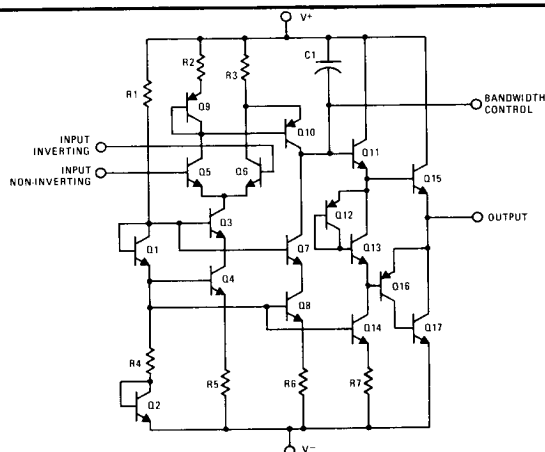 V+
R1
R2
R3
C1
Q9
Q10
BANDWIDTH
CONTROL
INPUT
INVERTING
INPUT
NON-INVERTING
Q5
Q6
Q11
Q15
Q12
OUTPUT
Q3
Q1
Q7
Q13
Q4
Q16
Q8
Q14
Q17
R4
R5
R6
R7
Q2
V−